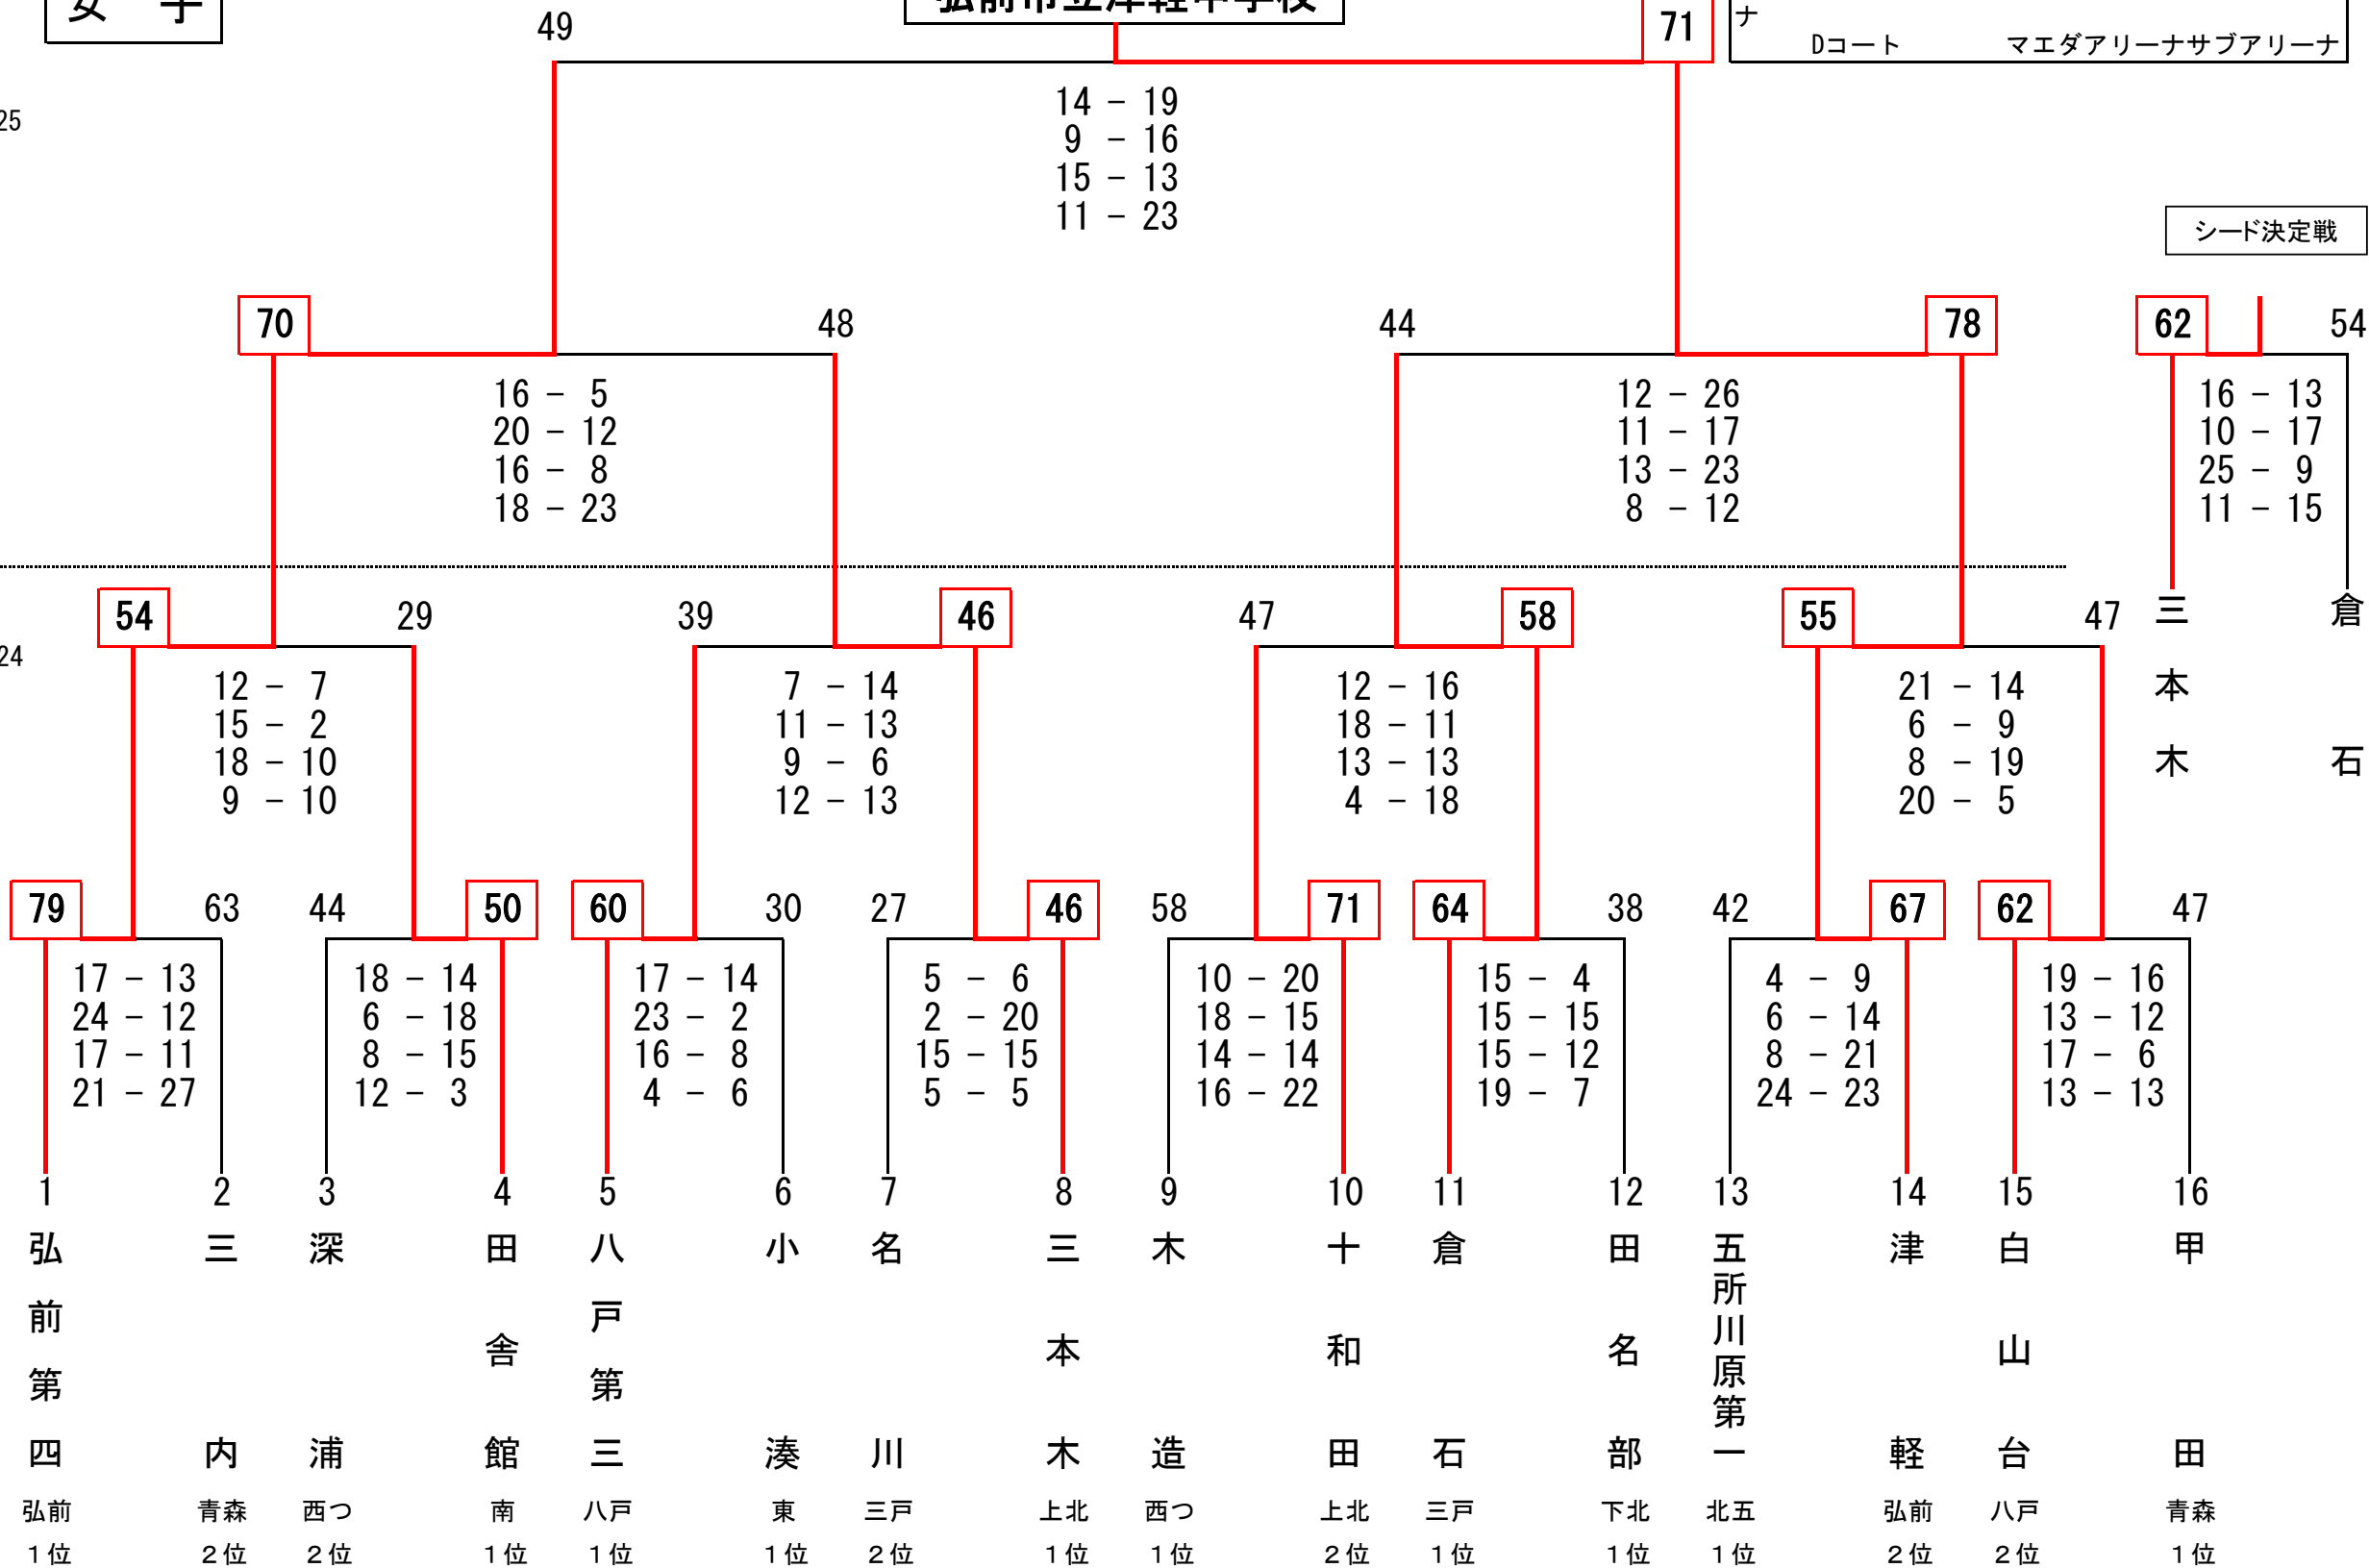 女 子
弘前市立津軽中学校
ナ
Dコート マエダアリーナサブアリーナ
49 71
14 - 19
9 - 16
15 - 13
11 - 23
25
シード決定戦
70 48 44 78 62 54
16 - 5 12 - 26 16 - 13
20 - 12 11 - 17 10 - 17
16 - 8 13 - 23 25 - 9
18 - 23 8 - 12 11 - 15
三本木 倉石
54 29 39 46 47 58 55 47
24
12 - 7 7 - 14 12 - 16 21 - 14
15 - 2 11 - 13 18 - 11 6 - 9
18 - 10 9 - 6 13 - 13 8 - 19
9 - 10 12 - 13 4 - 18 20 - 5
79 63 44 50 60 30 27 46 58 71 64 38 42 67 62 47
17 - 13 18 - 14 17 - 14 5 - 6 10 - 20 15 - 4 4 - 9 19 - 16
24 - 12 6 - 18 23 - 2 2 - 20 18 - 15 15 - 15 6 - 14 13 - 12
17 - 11 8 - 15 16 - 8 15 - 15 14 - 14 15 - 12 8 - 21 17 - 6
21 - 27 12 - 3 4 - 6 5 - 5 16 - 22 19 - 7 24 - 23 13 - 13
1 2 3 4 5 6 7 8 9 10 11 12 13 14 15 16
弘前第四 三内 深浦 田舎館 八戸第三 小湊 名川 三本木 木造 十和田 倉石 田名部 五所川原第一 津軽 白山台 甲田
弘前 青森 西つ 南 八戸 東 三戸 上北 西つ 上北 三戸 下北 北五 弘前 八戸 青森
1位 2位 2位 1位 1位 1位 2位 1位 1位 2位 1位 1位 1位 2位 2位 1位